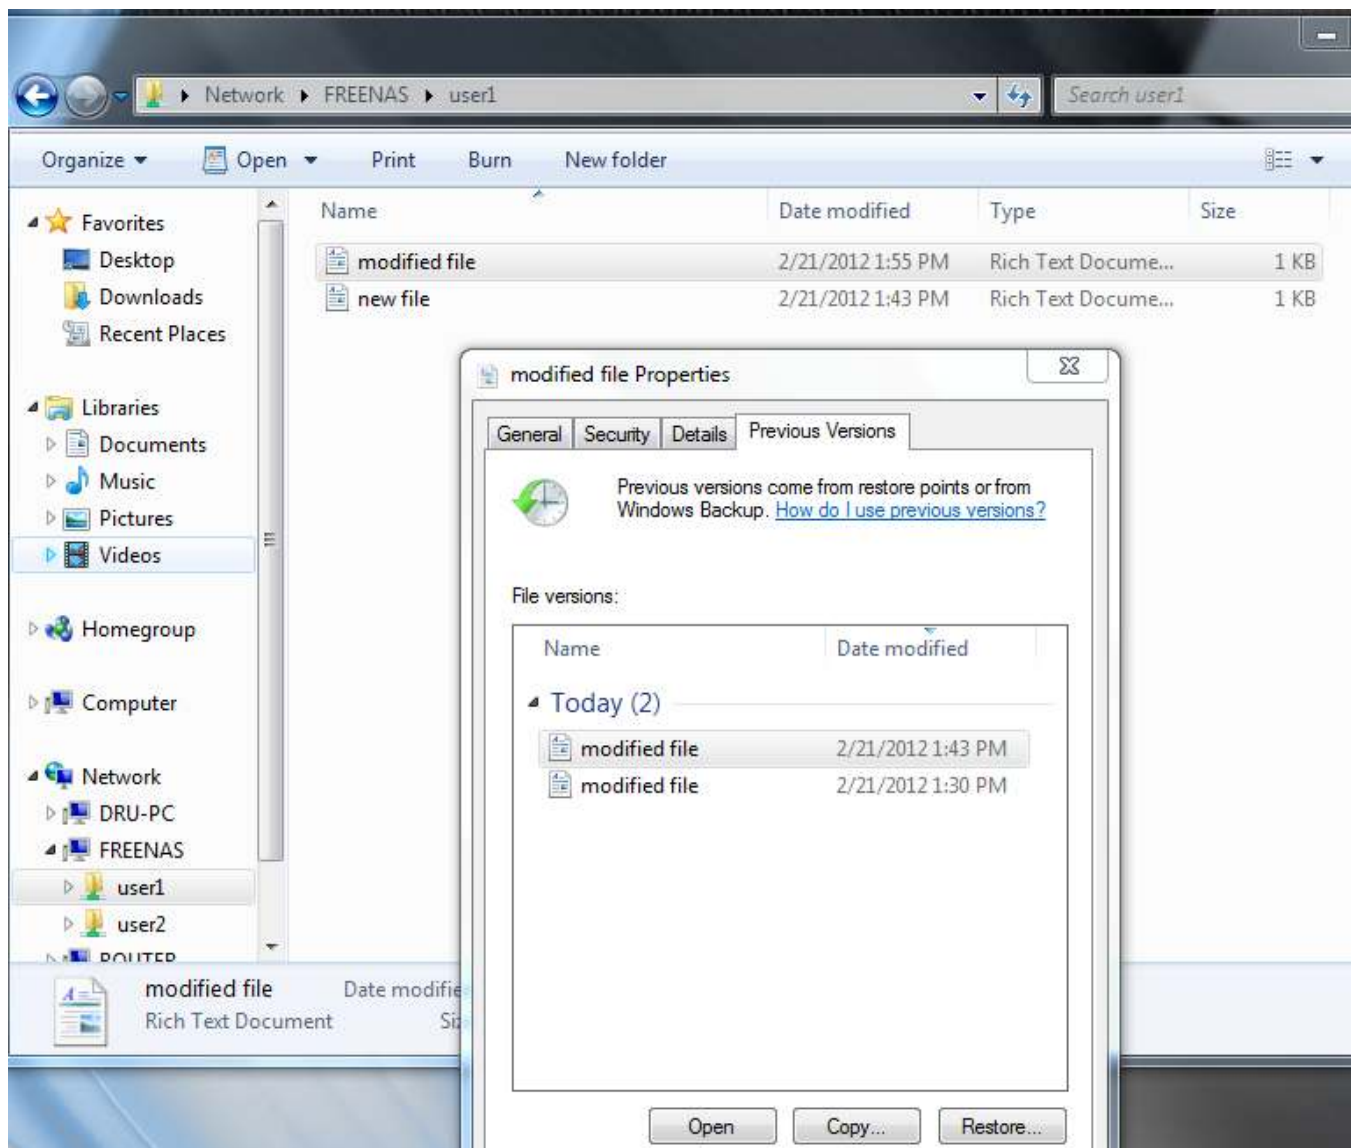 Network ▸ FREENAS ▸ user1
Search user1
Organize Open Print Burn New folder
Favorites
Desktop
Downloads
Recent Places
Libraries
Documents
Music
Pictures
Videos
Homegroup
Computer
Network
DRU-PC
FREENAS
user1
user2
ROUTER
Name Date modified Type Size
modified file 2/21/2012 1:55 PM Rich Text Docume... 1 KB
new file 2/21/2012 1:43 PM Rich Text Docume... 1 KB
modified file Properties
General Security Details Previous Versions
Previous versions come from restore points or from
Windows Backup. How do I use previous versions?
File versions:
Name Date modified
Today (2)
modified file 2/21/2012 1:43 PM
modified file 2/21/2012 1:30 PM
Open Copy... Restore...
modified file Date modifie
Rich Text Document Si